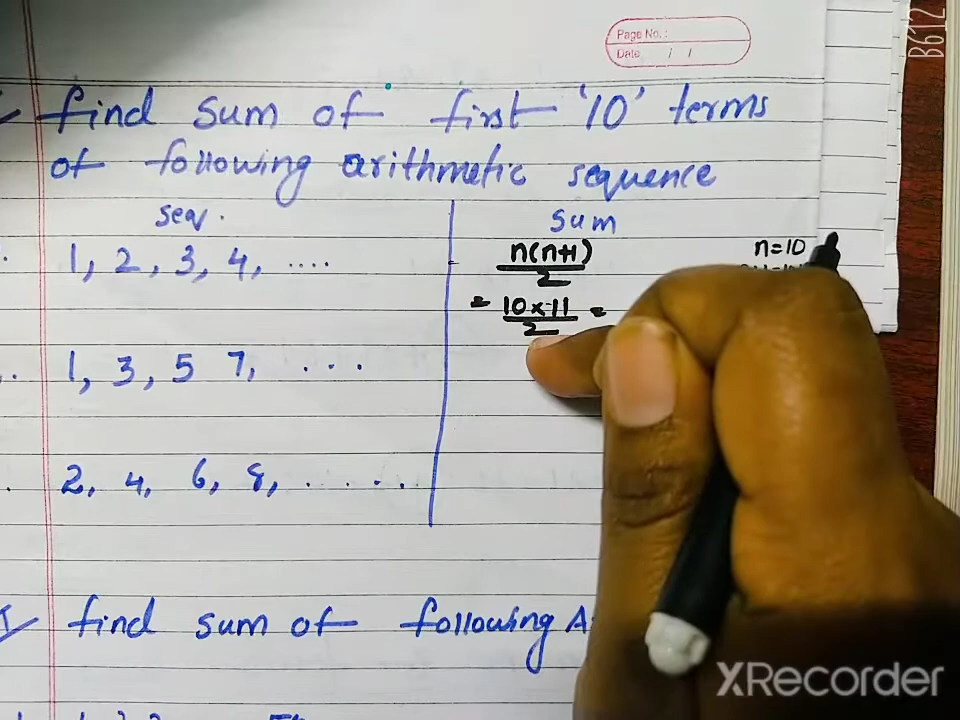 Page No. :
Date / /
B612
find sum of first '10' terms
of following arithmetic sequence
seq. sum
1, 2, 3, 4, .... n(n+1)/2 n=10
= 10×11/2 =
1, 3, 5 7, ...
2, 4, 6, 8, .....
find sum of following A
XRecorder